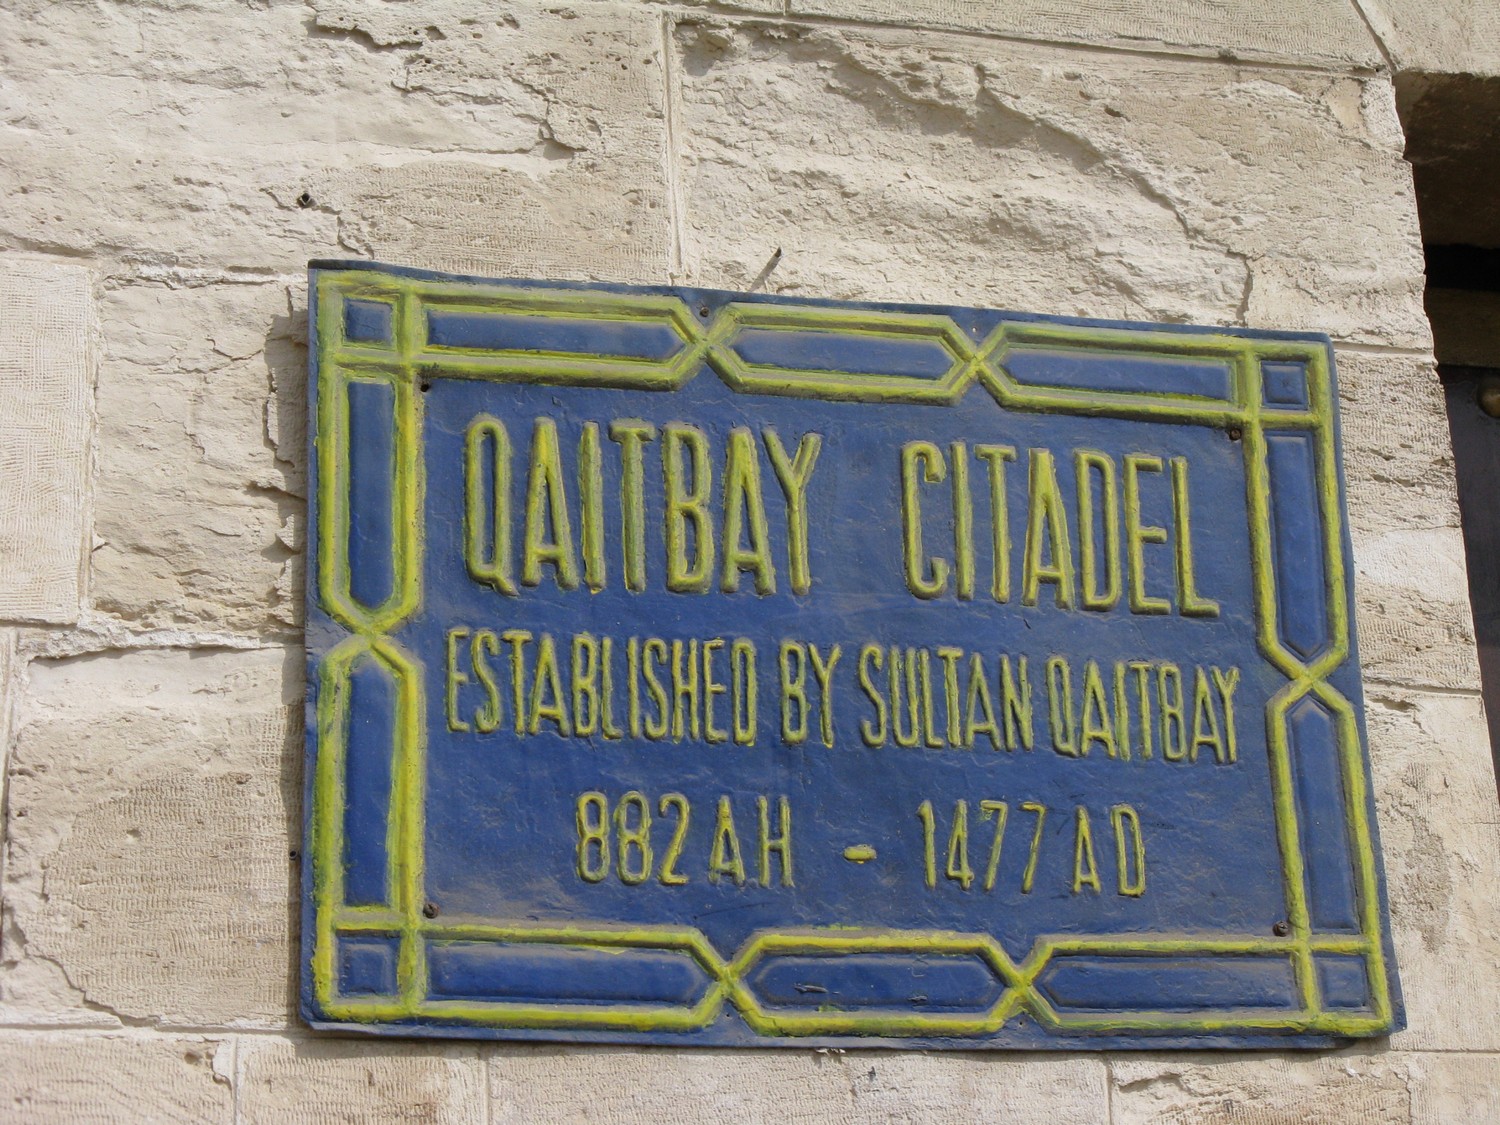 QAITBAY CITADEL
ESTABLISHED BY SULTAN QAITBAY
882 AH - 1477 AD